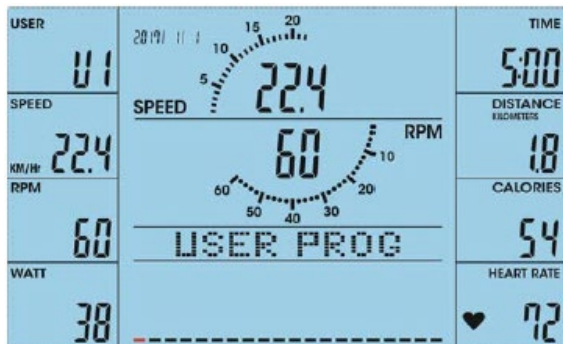 USER
U1
SPEED
KM/Hr 22.4
RPM
60
WATT
38
2019/ 11/ 1
5
10
15
20
SPEED
22.4
60
RPM
10
20
30
40
50
60
USER PROG
TIME
5:00
DISTANCE
KILOMETERS
1.8
CALORIES
54
HEART RATE
72